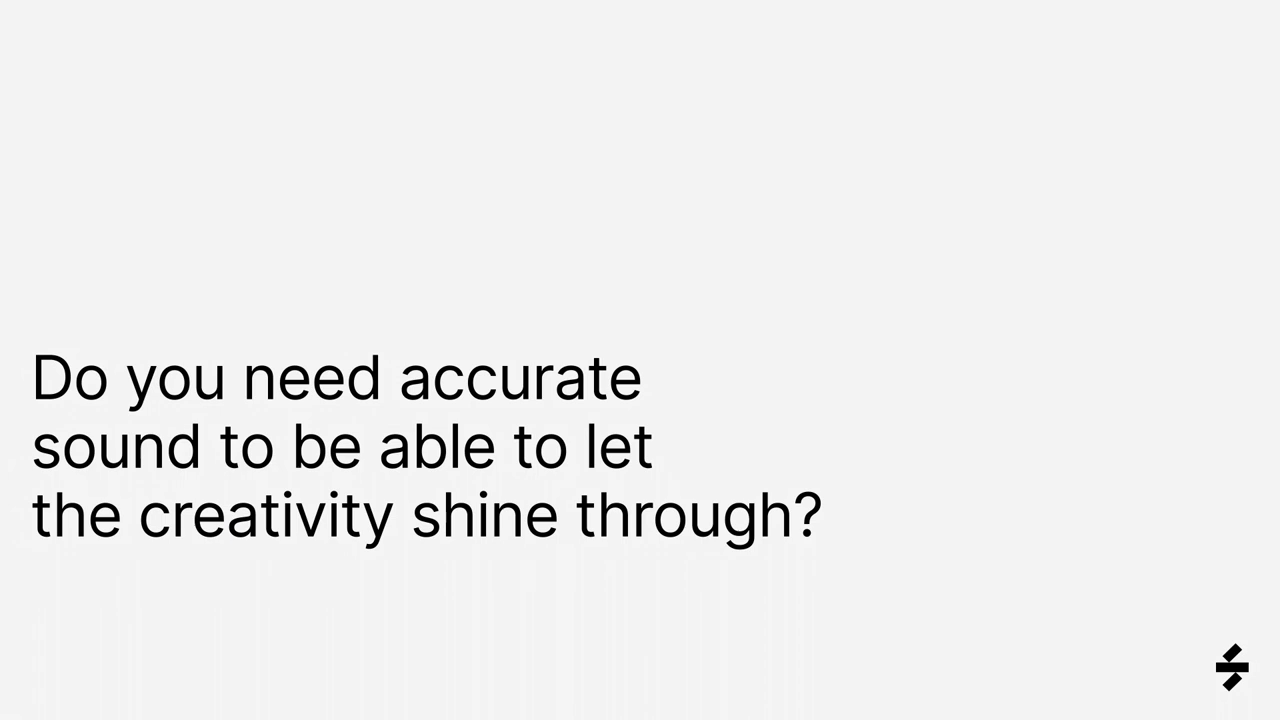 Do you need accurate
sound to be able to let
the creativity shine through?